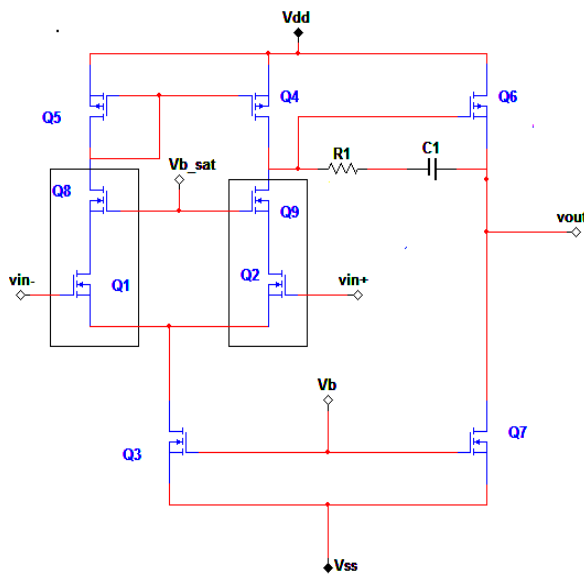 Vdd
Q5
Q4
Q6
R1
C1
Q8
Vb_sat
Q9
vout
vin-
Q1
Q2
vin+
Vb
Q3
Q7
Vss